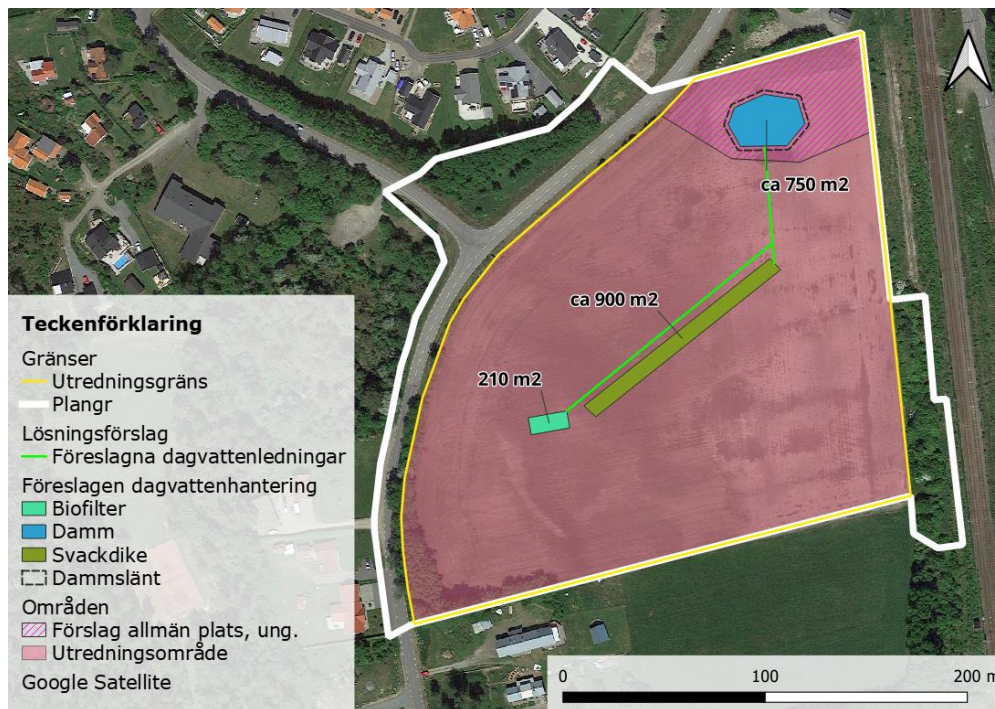 ca 750 m2
ca 900 m2
210 m2
Teckenförklaring
Gränser
Utredningsgräns
Plangr
Lösningsförslag
Föreslagna dagvattenledningar
Föreslagen dagvattenhantering
Biofilter
Damm
Svackdike
Dammslänt
Områden
Förslag allmän plats, ung.
Utredningsområde
Google Satellite
0 100 200 m